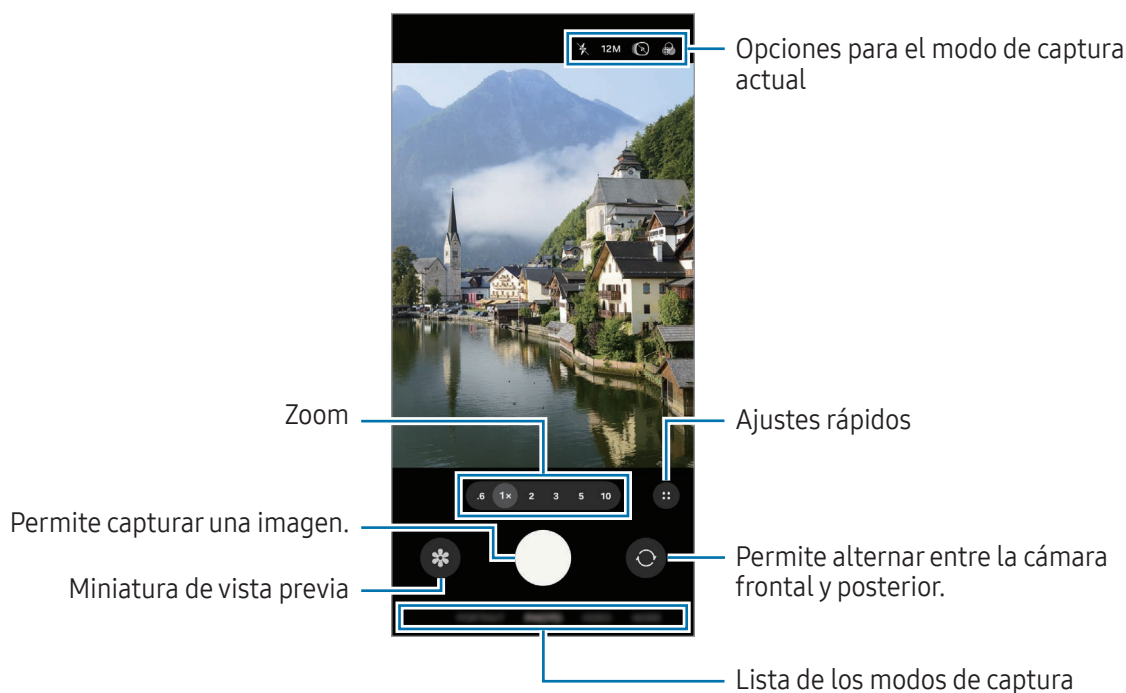 12M
Opciones para el modo de captura
actual
Zoom
Ajustes rápidos
.6 1× 2 3 5 10
Permite capturar una imagen.
Permite alternar entre la cámara
frontal y posterior.
Miniatura de vista previa
Lista de los modos de captura